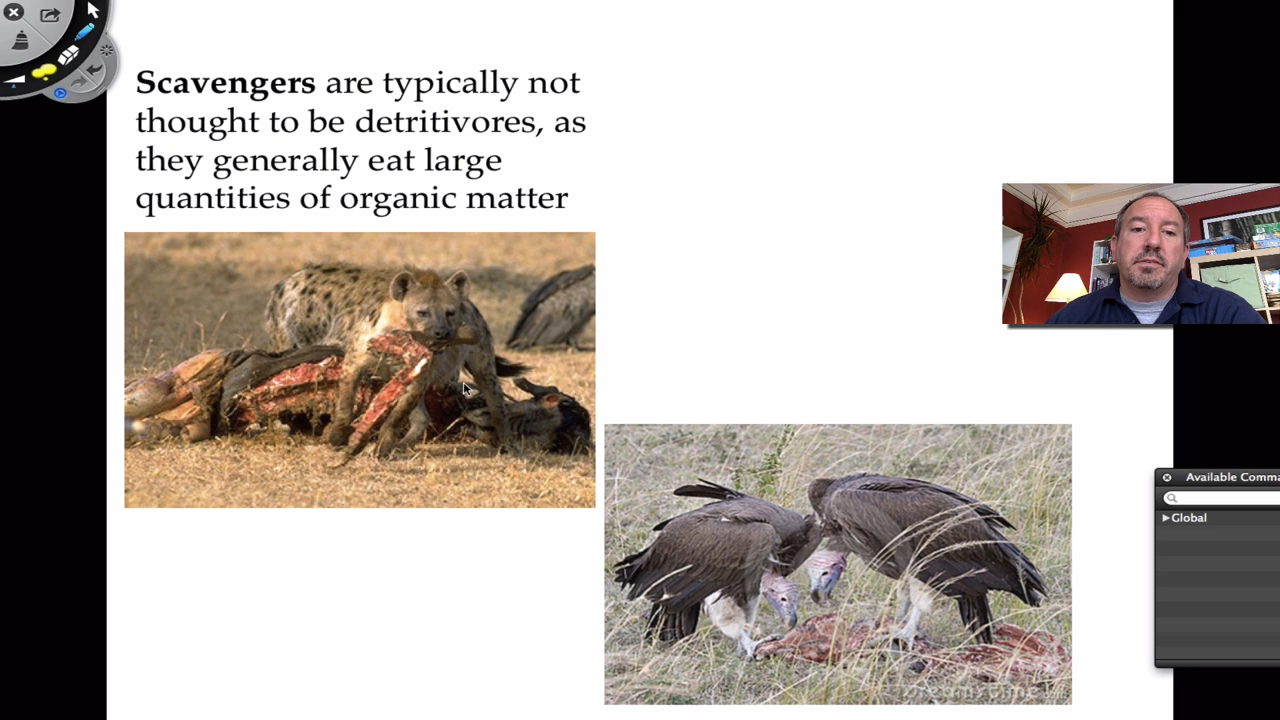 Scavengers are typically not
thought to be detritivores, as
they generally eat large
quantities of organic matter
Available Comma
Global
dreamstime